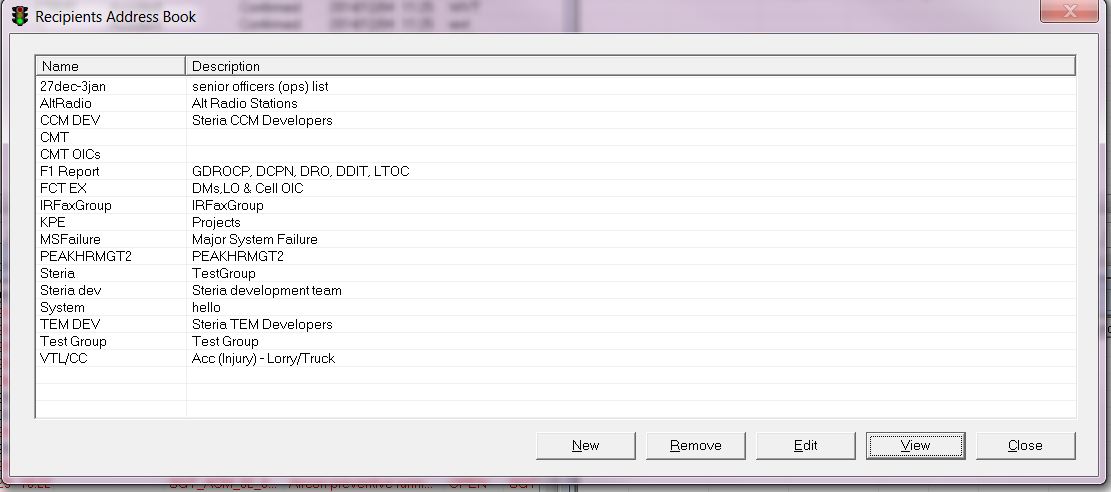 Confirmed
Recipients Address Book
Name Description
27dec-3jan senior officers (ops) list
AltRadio Alt Radio Stations
CCM DEV Steria CCM Developers
CMT
CMT OICs
F1 Report GDROCP, DCPN, DRO, DDIT, LTOC
FCT EX DMs,LO & Cell OIC
IRFaxGroup IRFaxGroup
KPE Projects
MSFailure Major System Failure
PEAKHRMGT2 PEAKHRMGT2
Steria TestGroup
Steria dev Steria development team
System hello
TEM DEV Steria TEM Developers
Test Group Test Group
VTL/CC Acc (Injury) - Lorry/Truck
New Remove Edit View Close